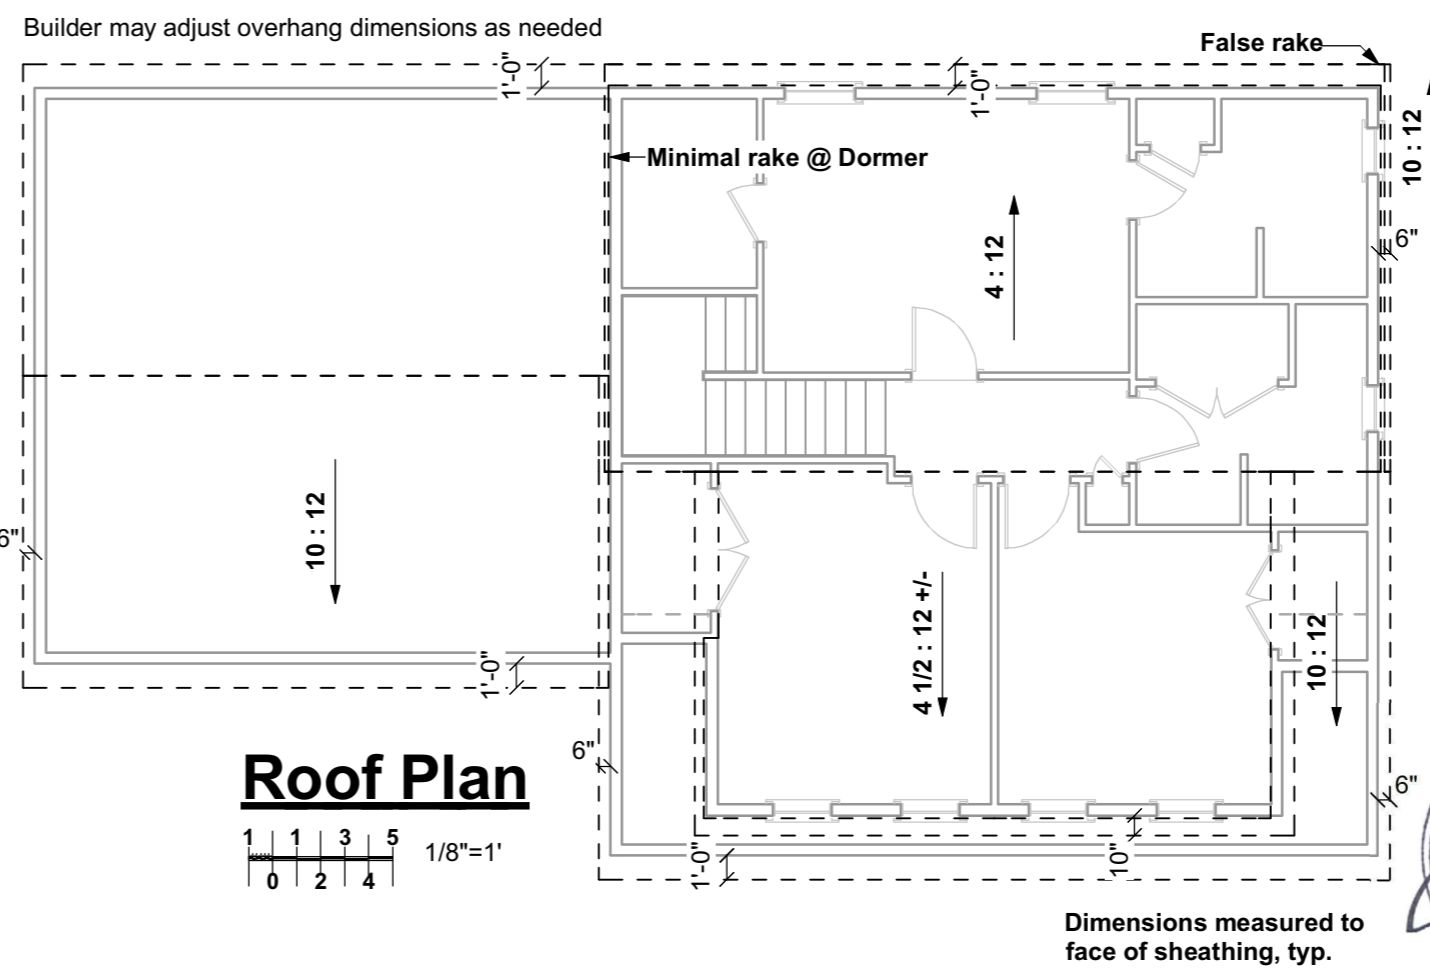 Builder may adjust overhang dimensions as needed
False rake
1'-0"
1'-0"
10 : 12
Minimal rake @ Dormer
4 : 12
6"
10 : 12
6"
4 1/2 : 12 +/-
10 : 12
1'-0"
6"
Roof Plan
6"
1 1 3 5
1/8"=1'
0 2 4
1'-0"
10"
Dimensions measured to
face of sheathing, typ.